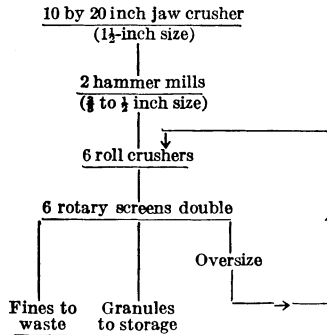 10 by 20 inch jaw crusher
(1½-inch size)
2 hammer mills
(⅜ to ½ inch size)
6 roll crushers
6 rotary screens double
Oversize
Fines to
waste
Granules
to storage